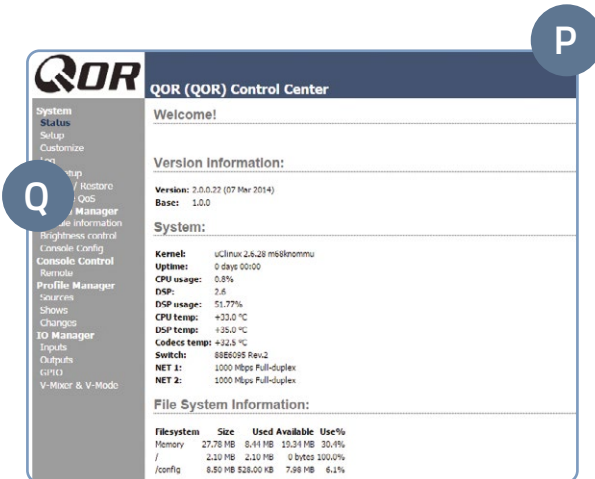 P
QOR
QOR (QOR) Control Center
System
Status
Setup
Customize
/ Restore
QoS
Q
Manager
information
Brightness control
Console Config
Console Control
Remote
Profile Manager
Sources
Shows
Changes
IO Manager
Inputs
Outputs
GPIO
V-Mixer & V-Mode
Welcome!
Version Information:
Version: 2.0.0.22 (07 Mar 2014)
Base: 1.0.0
System:
Kernel: uClinux 2.6.28 m68knommu
Uptime: 0 days 00:00
CPU usage: 0.8%
DSP: 2.6
DSP usage: 51.77%
CPU temp: +33.0 °C
DSP temp: +35.0 °C
Codecs temp: +32.5 °C
Switch: 88E6095 Rev.2
NET 1: 1000 Mbps Full-duplex
NET 2: 1000 Mbps Full-duplex
File System Information:
Filesystem Size Used Available Use%
Memory 27.78 MB 8.44 MB 19.34 MB 30.4%
/ 2.10 MB 2.10 MB 0 bytes 100.0%
/config 8.50 MB 528.00 KB 7.98 MB 6.1%